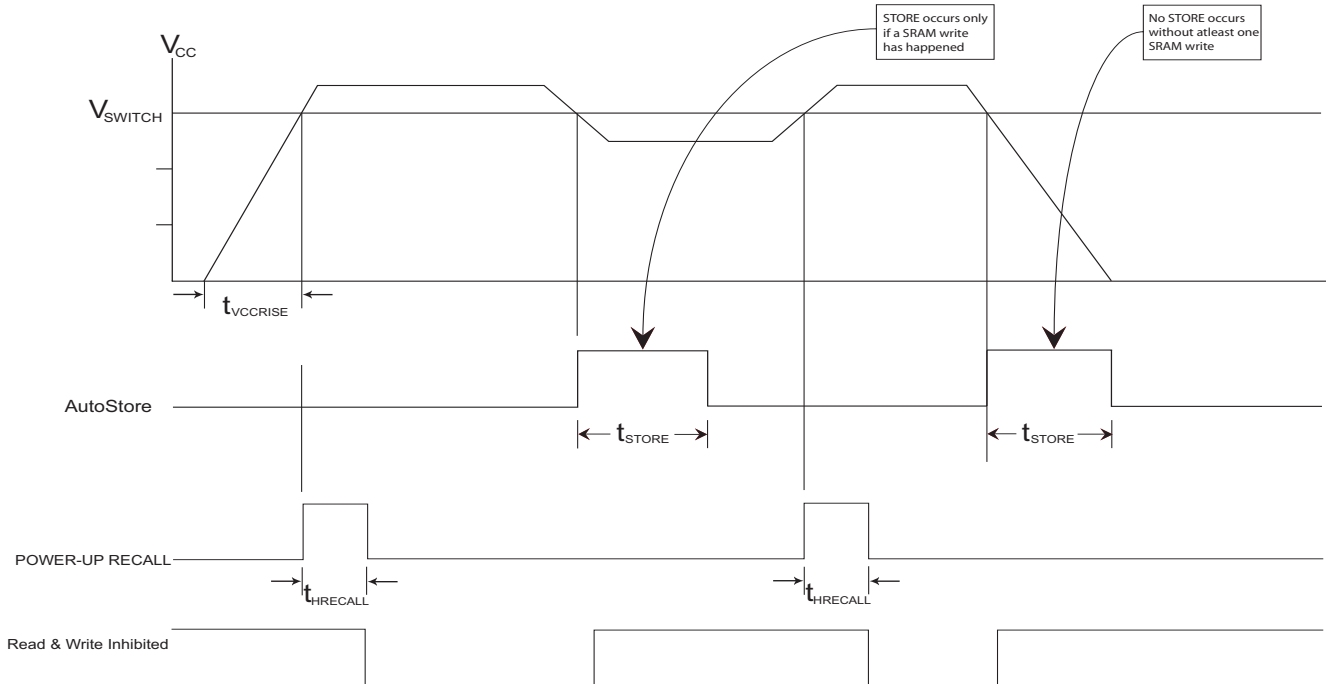 STORE occurs only
if a SRAM write
has happened
No STORE occurs
without atleast one
SRAM write
VCC
VSWITCH
tVCCRISE
AutoStore
tSTORE
tSTORE
POWER-UP RECALL
tHRECALL
tHRECALL
Read & Write Inhibited